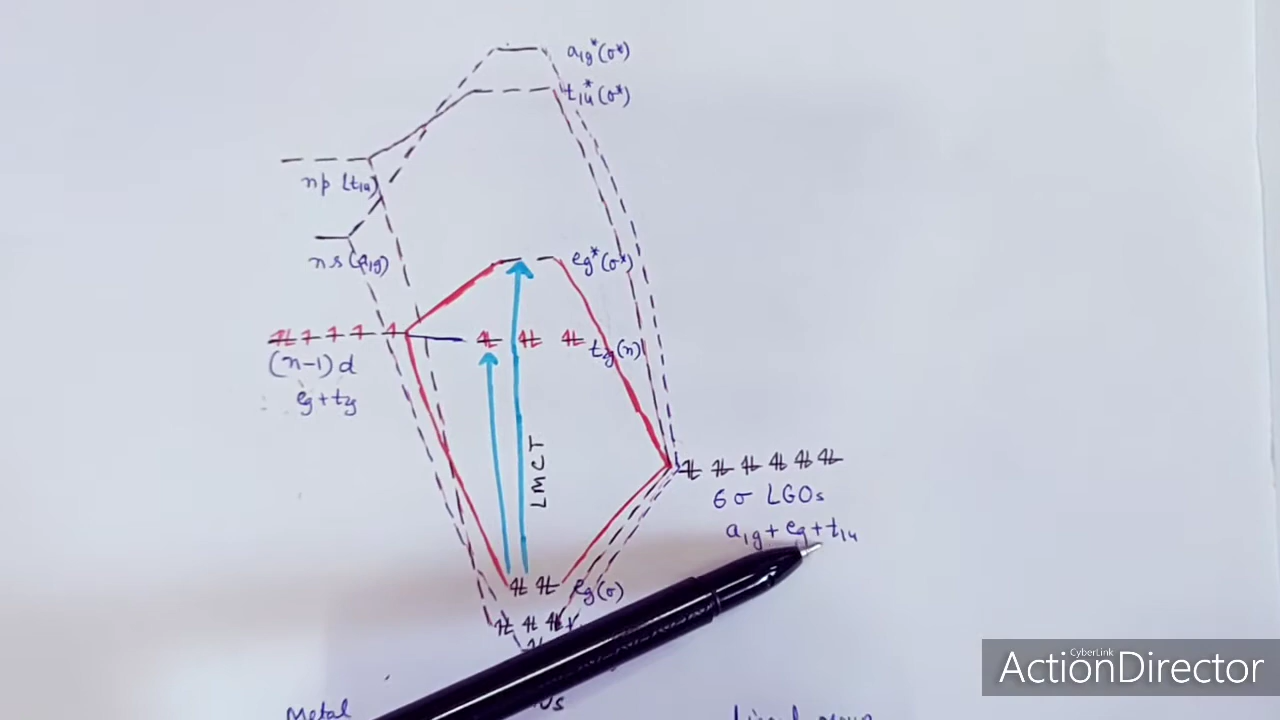 a1g*(σ*)
t1u*(σ*)
np (t1u)
ns (a1g)
eg*(σ*)
(n-1) d
eg + t2g
t2g(n)
LMCT
6σ LGOs
a1g + eg + t1u
eg(σ)
Metal
CyberLink
ActionDirector